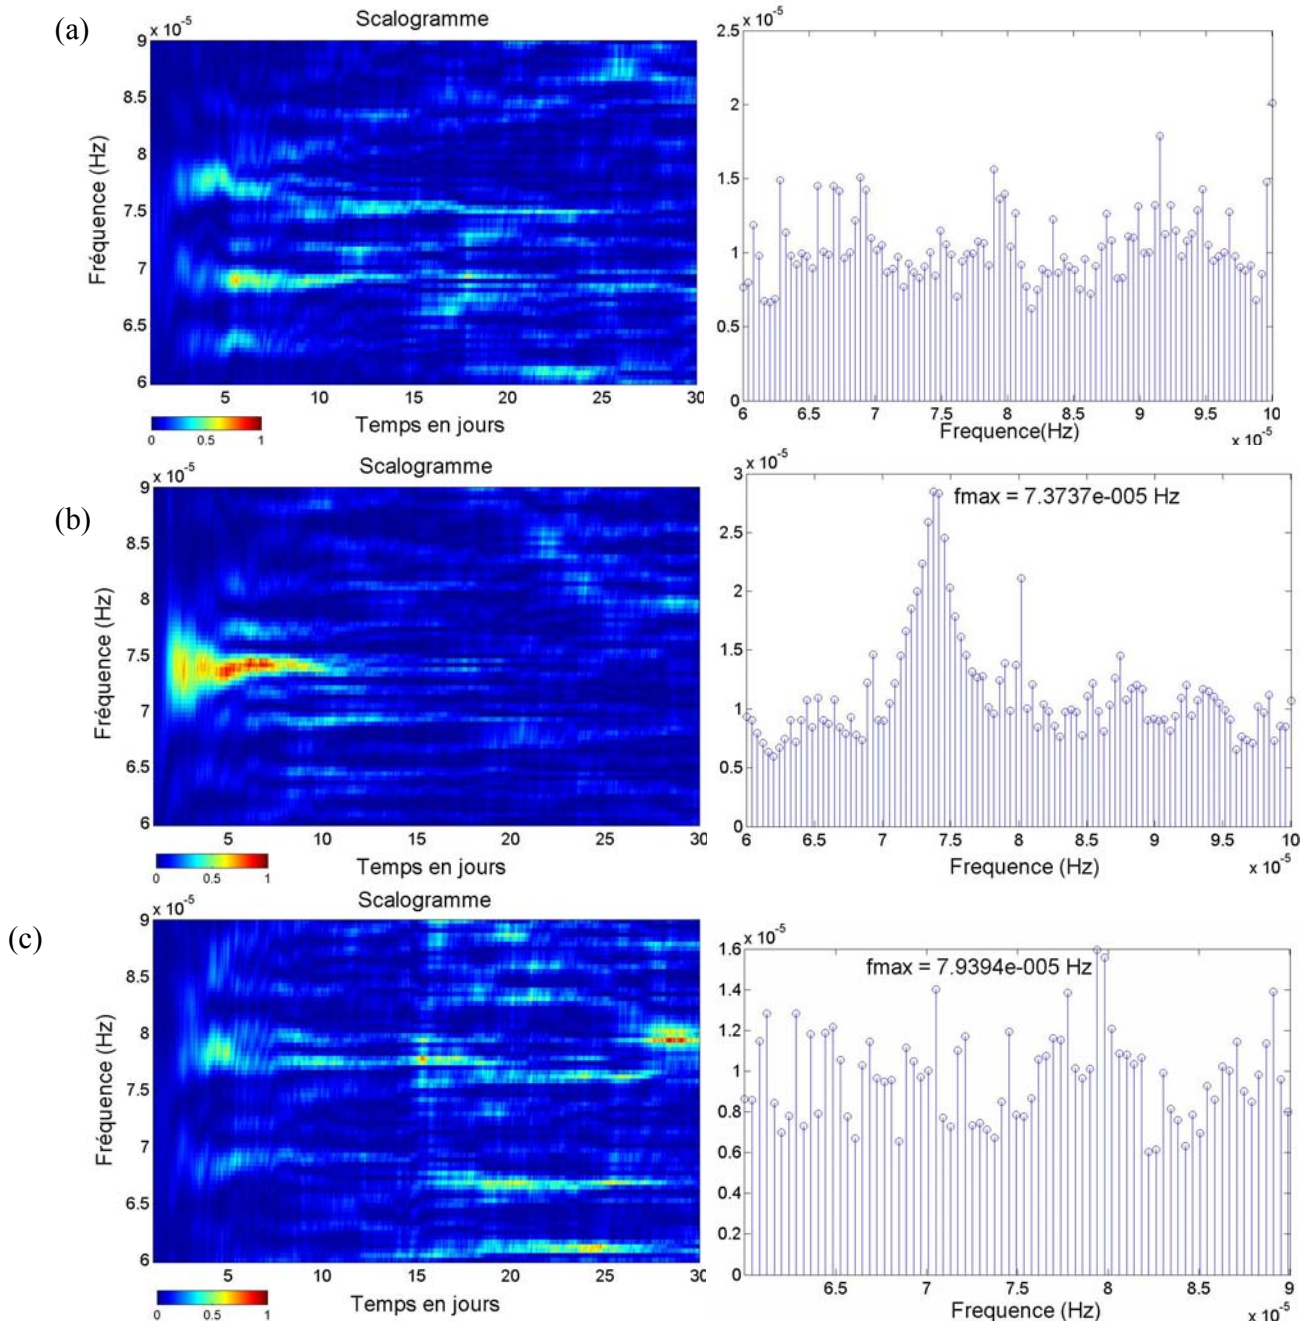 (a)
Scalogramme
x 10⁻⁵
9
8.5
8
7.5
7
6.5
6
Fréquence (Hz)
5 10 15 20 25 30
0 0.5 1
Temps en jours
x 10⁻⁵
2.5
2
1.5
1
0.5
0
6 6.5 7 7.5 8 8.5 9 9.5 10
Frequence(Hz)
x 10⁻⁵
(b)
Scalogramme
x 10⁻⁵
9
8.5
8
7.5
7
6.5
6
Fréquence (Hz)
5 10 15 20 25 30
0 0.5 1
Temps en jours
x 10⁻⁵
fmax = 7.3737e-005 Hz
3
2.5
2
1.5
1
0.5
0
6 6.5 7 7.5 8 8.5 9 9.5 10
Frequence (Hz)
x 10⁻⁵
(c)
Scalogramme
x 10⁻⁵
9
8.5
8
7.5
7
6.5
6
Fréquence (Hz)
5 10 15 20 25 30
0 0.5 1
Temps en jours
x 10⁻⁵
fmax = 7.9394e-005 Hz
1.6
1.4
1.2
1
0.8
0.6
0.4
0.2
0
6.5 7 7.5 8 8.5 9
Frequence (Hz)
x 10⁻⁵